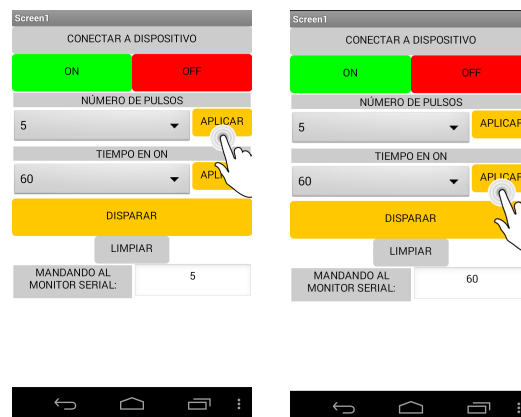 Screen1
CONECTAR A DISPOSITIVO
ON
OFF
NÚMERO DE PULSOS
5
APLICAR
TIEMPO EN ON
60
DISPARAR
LIMPIAR
MANDANDO AL
MONITOR SERIAL:
5
Screen1
CONECTAR A DISPOSITIVO
ON
OFF
NÚMERO DE PULSOS
5
APLICAR
TIEMPO EN ON
60
APLICAR
DISPARAR
LIMPIAR
MANDANDO AL
MONITOR SERIAL:
60